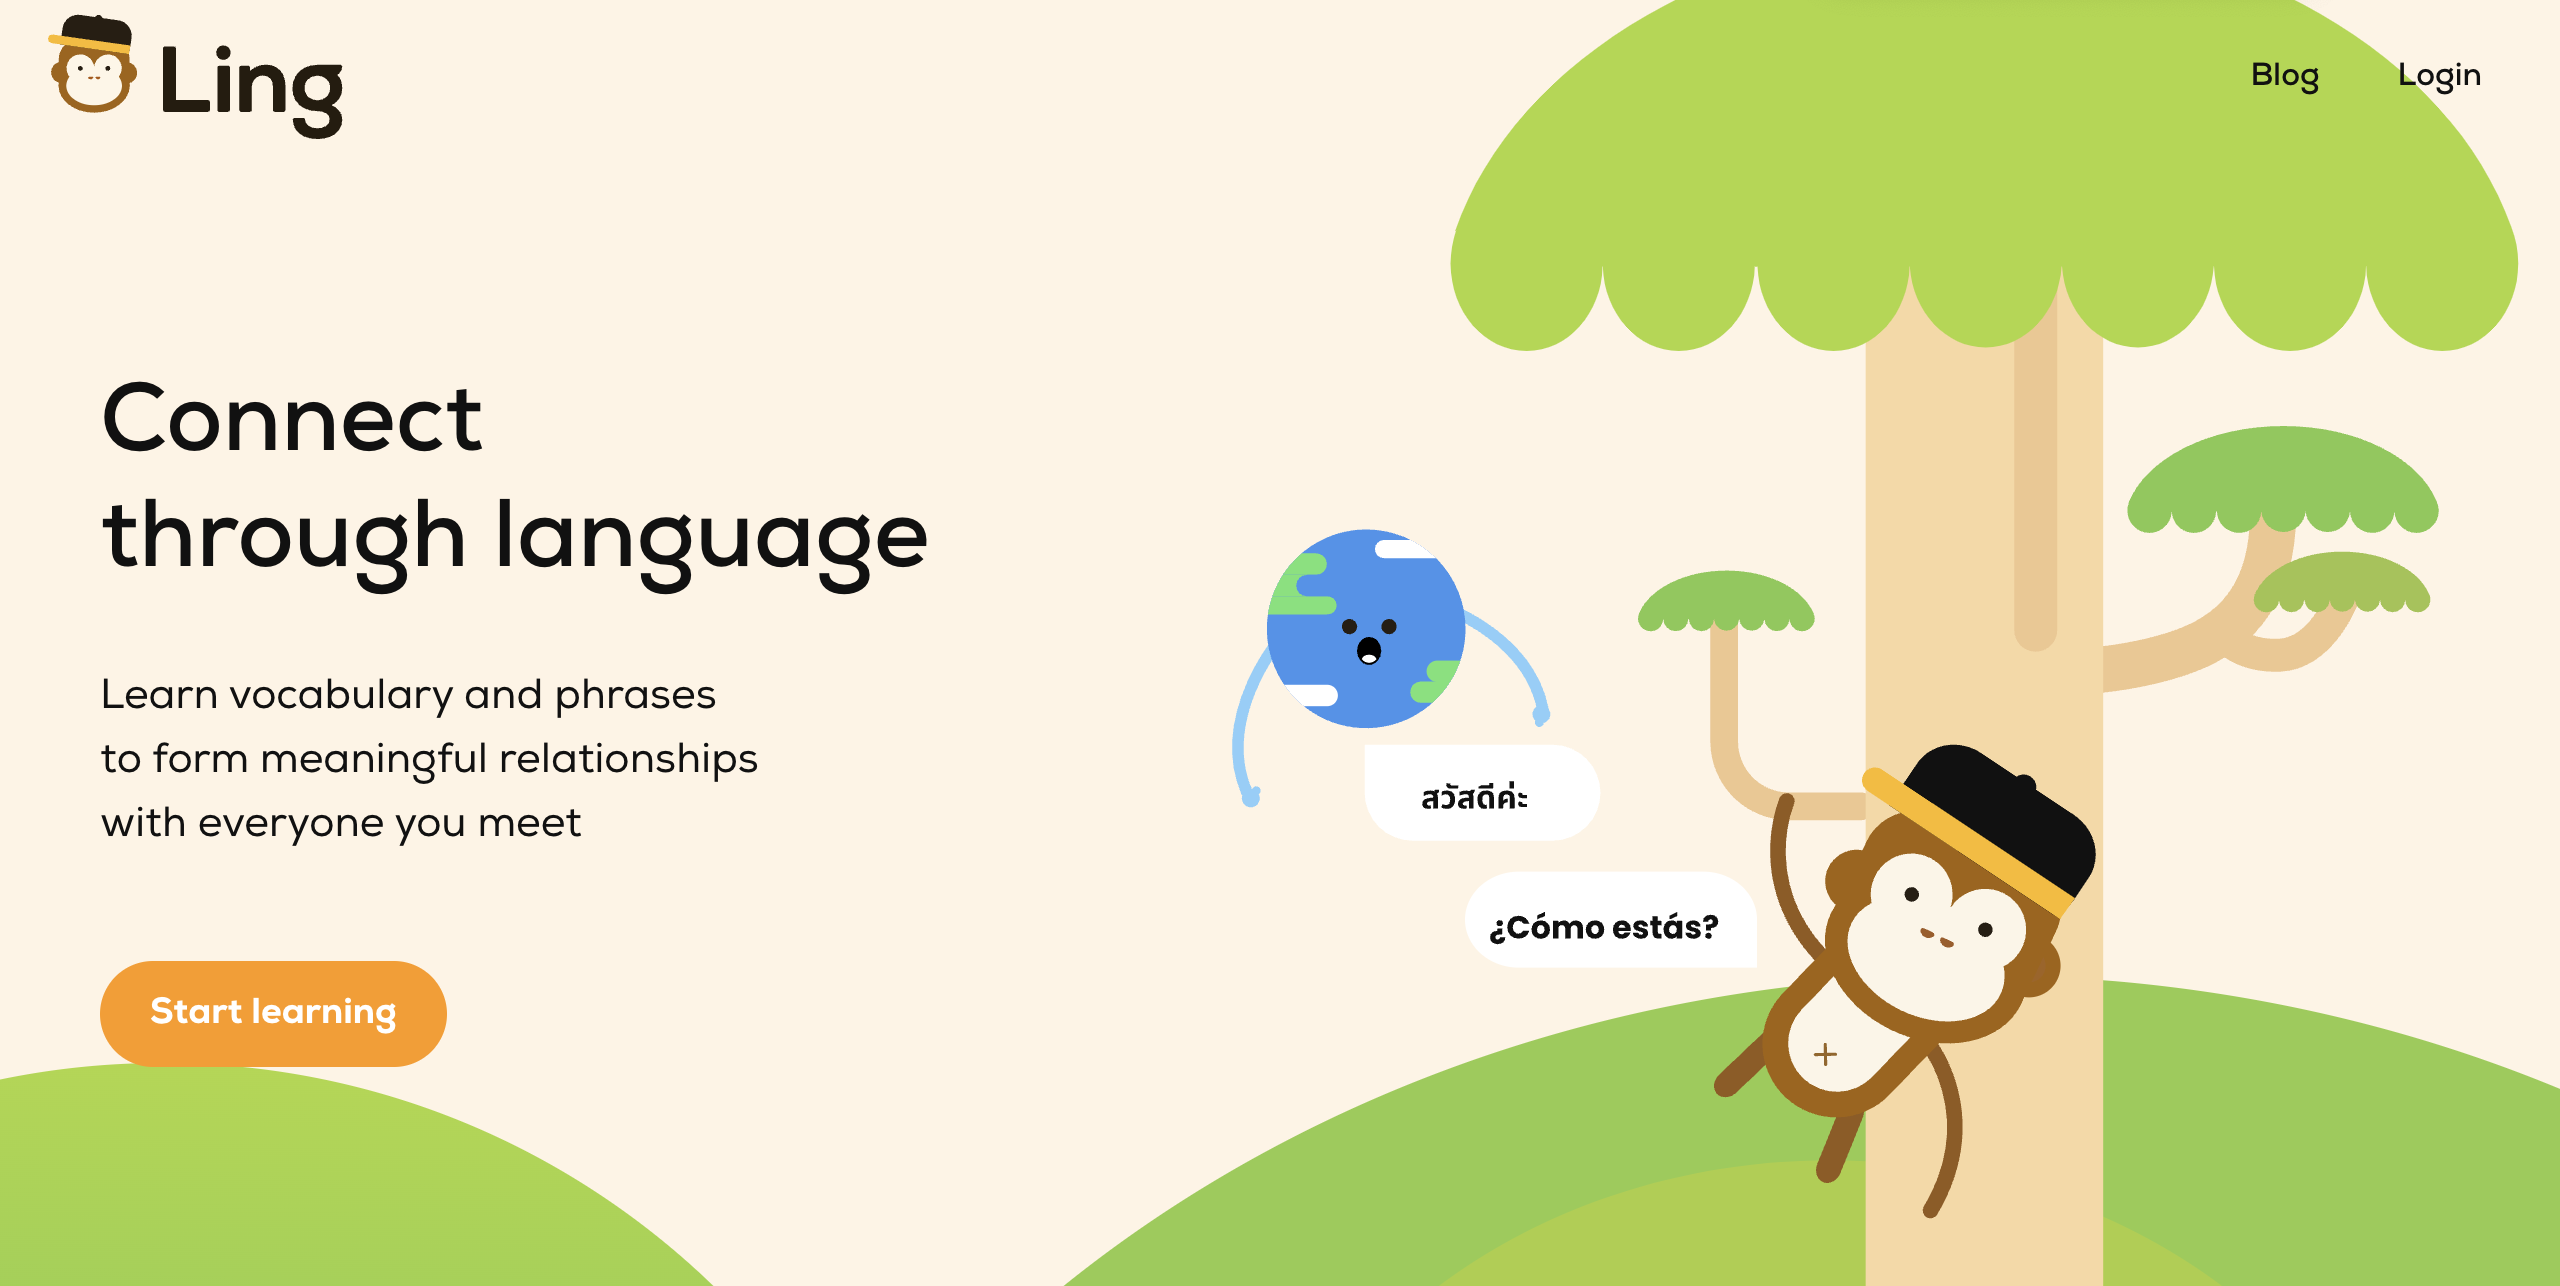 Ling
Blog
Login
Connect
through language
Learn vocabulary and phrases
to form meaningful relationships
with everyone you meet
สวัสดีค่ะ
¿Cómo estás?
Start learning